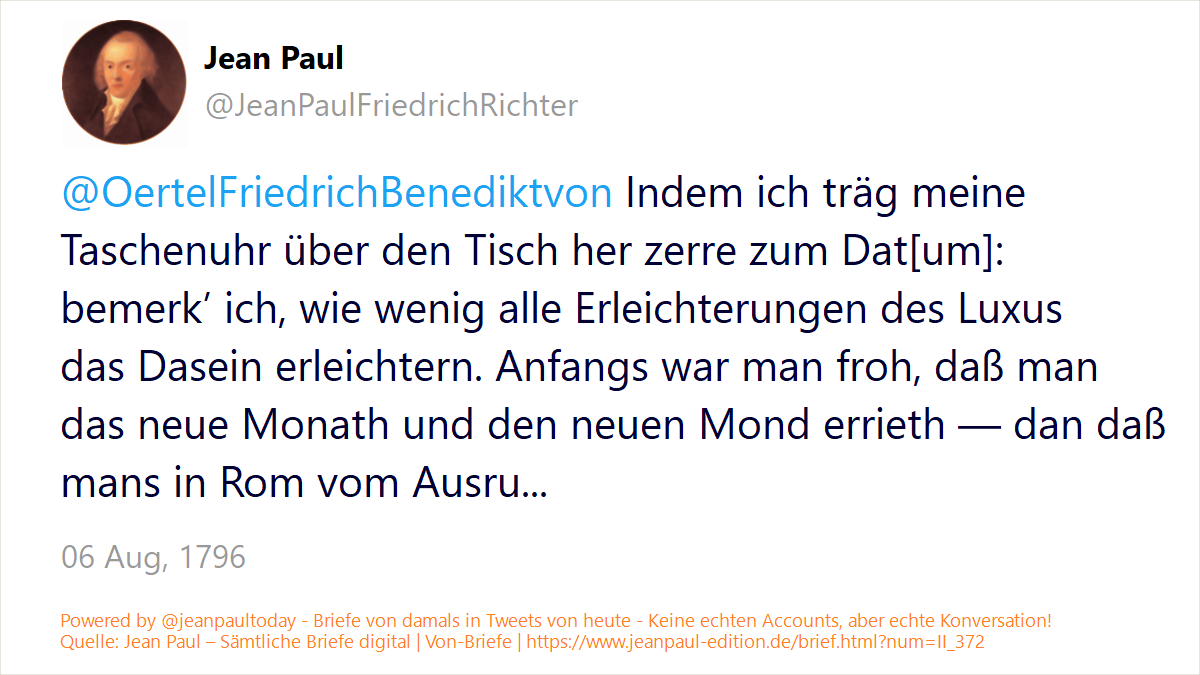 Jean Paul
@JeanPaulFriedrichRichter
@OertelFriedrichBenediktvon Indem ich träg meine
Taschenuhr über den Tisch her zerre zum Dat[um]:
bemerk’ ich, wie wenig alle Erleichterungen des Luxus
das Dasein erleichtern. Anfangs war man froh, daß man
das neue Monath und den neuen Mond errieth — dan daß
mans in Rom vom Ausru...
06 Aug, 1796
Powered by @jeanpaultoday - Briefe von damals in Tweets von heute - Keine echten Accounts, aber echte Konversation!
Quelle: Jean Paul – Sämtliche Briefe digital | Von-Briefe | https://www.jeanpaul-edition.de/brief.html?num=II_372